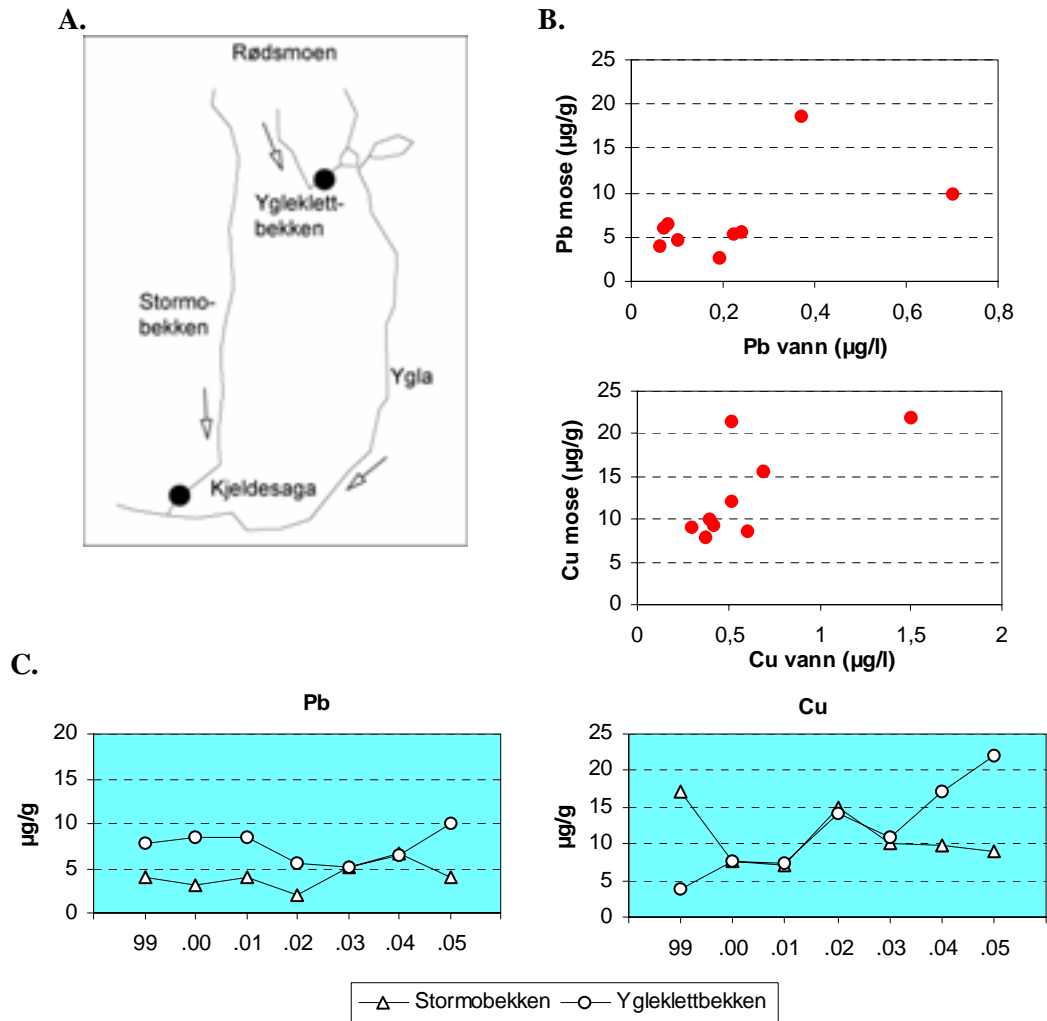 A.
Rødsmoen
Ygleklett-
bekken
Stormo-
bekken
Ygla
Kjeldesaga
B.
Pb mose (µg/g)
25
20
15
10
5
0
0 0,2 0,4 0,6 0,8
Pb vann (µg/l)
Cu mose (µg/g)
25
20
15
10
5
0
0 0,5 1 1,5 2
Cu vann (µg/l)
C.
Pb
µg/g
20
15
10
5
0
99 .00 .01 .02 .03 .04 .05
Cu
µg/g
25
20
15
10
5
0
99 .00 .01 .02 .03 .04 .05
Stormobekken Ygleklettbekken